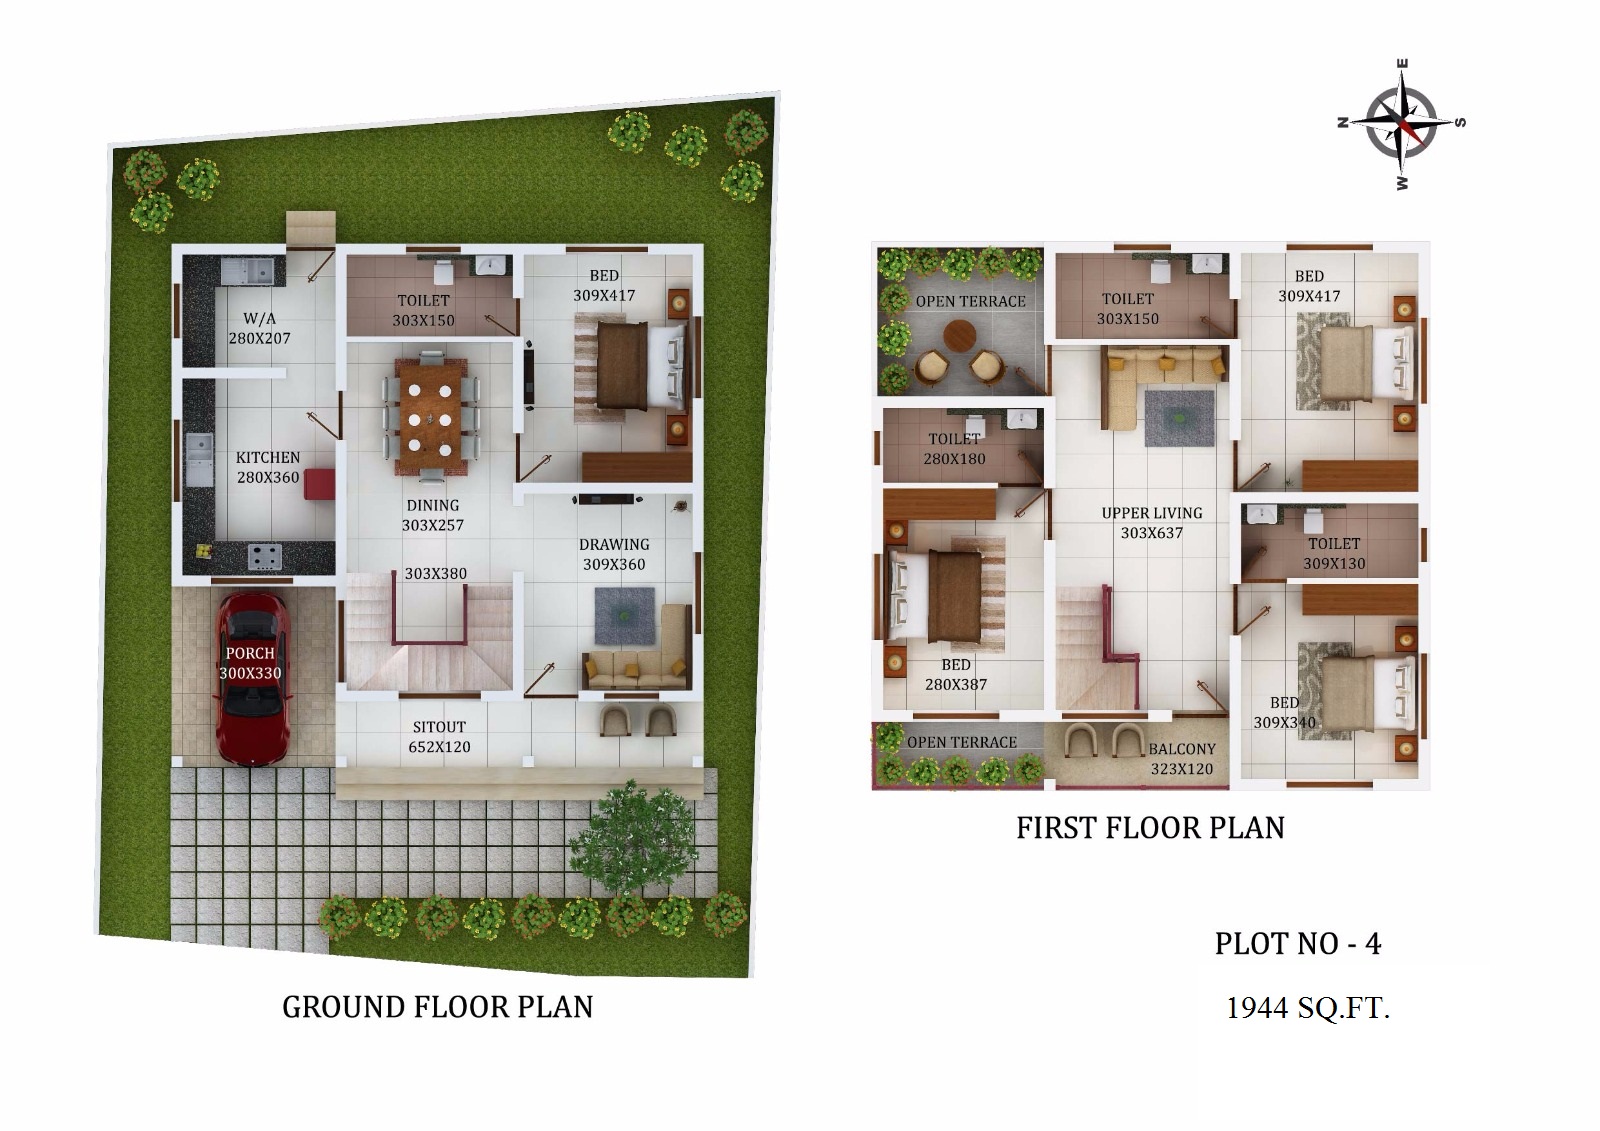 E
N
S
W
W/A
280X207
TOILET
303X150
BED
309X417
KITCHEN
280X360
DINING
303X257
303X380
DRAWING
309X360
PORCH
300X330
SITOUT
652X120
GROUND FLOOR PLAN
OPEN TERRACE
TOILET
303X150
BED
309X417
TOILET
280X180
UPPER LIVING
303X637
TOILET
309X130
BED
280X387
BED
309X340
OPEN TERRACE
BALCONY
323X120
FIRST FLOOR PLAN
PLOT NO - 4
1944 SQ.FT.